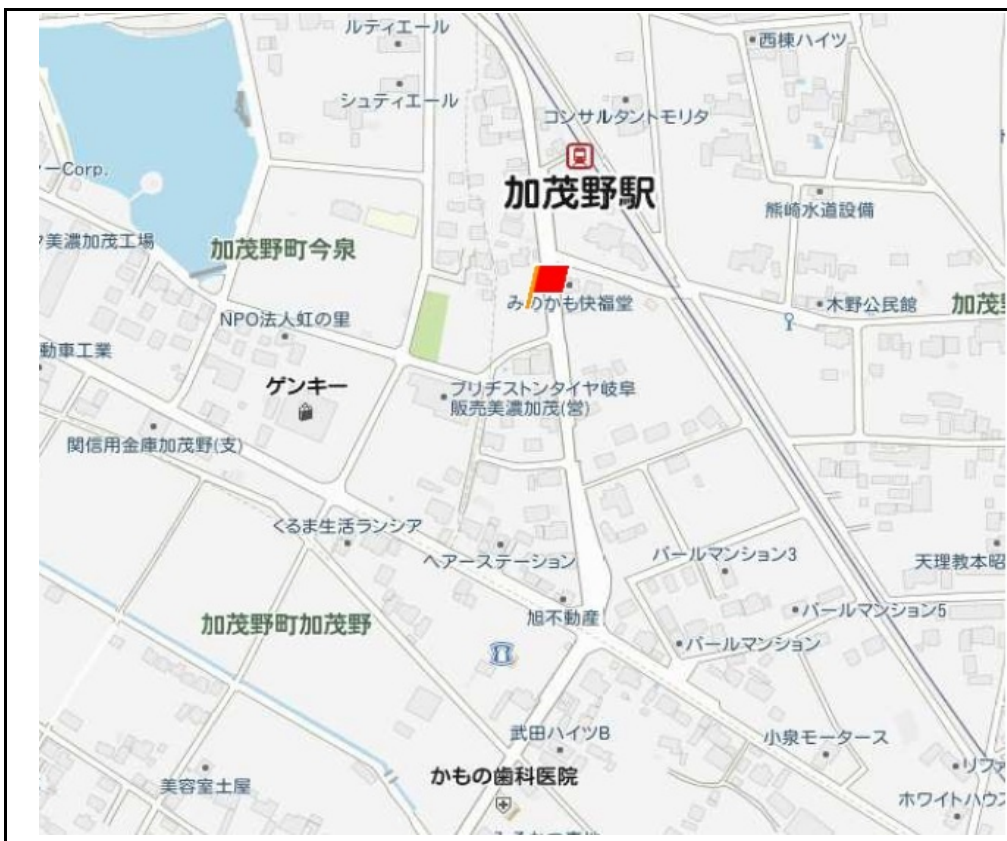 ルティエール
西棟ハイツ
シュティエール
コンサルタントモリタ
ーCorp.
加茂野駅
熊崎水道設備
美濃加茂工場
加茂野町今泉
みのかも快福堂
木野公民館
加茂
NPO法人虹の里
動車工業
ゲンキー
ブリヂストンタイヤ岐阜
販売美濃加茂(営)
関信用金庫加茂野(支)
くるま生活ランシア
ヘアーステーション
パールマンション3
天理教本昭
旭不動産
パールマンション5
加茂野町加茂野
パールマンション
武田ハイツB
小泉モータース
かもの歯科医院
リファ
美容室土屋
ホワイトハウス